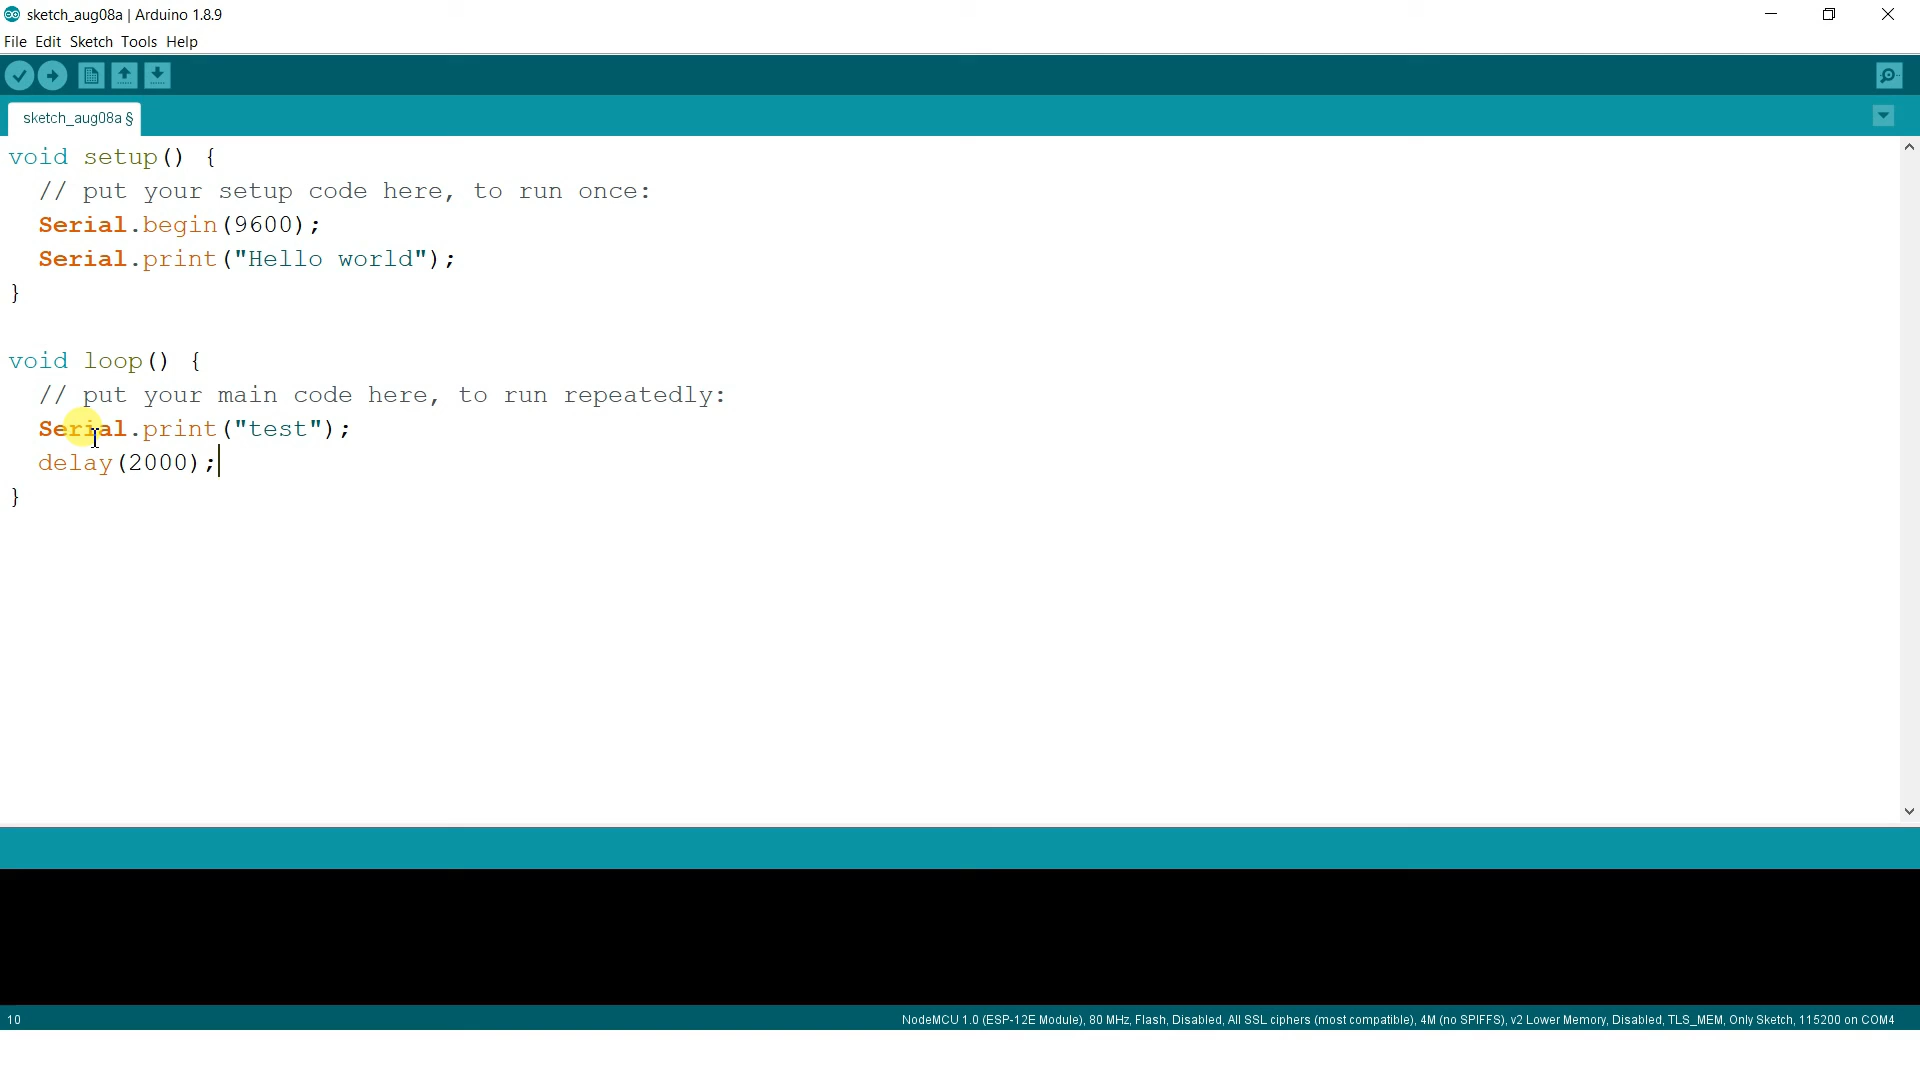 sketch_aug08a | Arduino 1.8.9
File Edit Sketch Tools Help
sketch_aug08a §
void setup() {
  // put your setup code here, to run once:
  Serial.begin(9600);
  Serial.print("Hello world");
}

void loop() {
  // put your main code here, to run repeatedly:
  Serial.print("test");
  delay(2000);
}
10
NodeMCU 1.0 (ESP-12E Module), 80 MHz, Flash, Disabled, All SSL ciphers (most compatible), 4M (no SPIFFS), v2 Lower Memory, Disabled, TLS_MEM, Only Sketch, 115200 on COM4